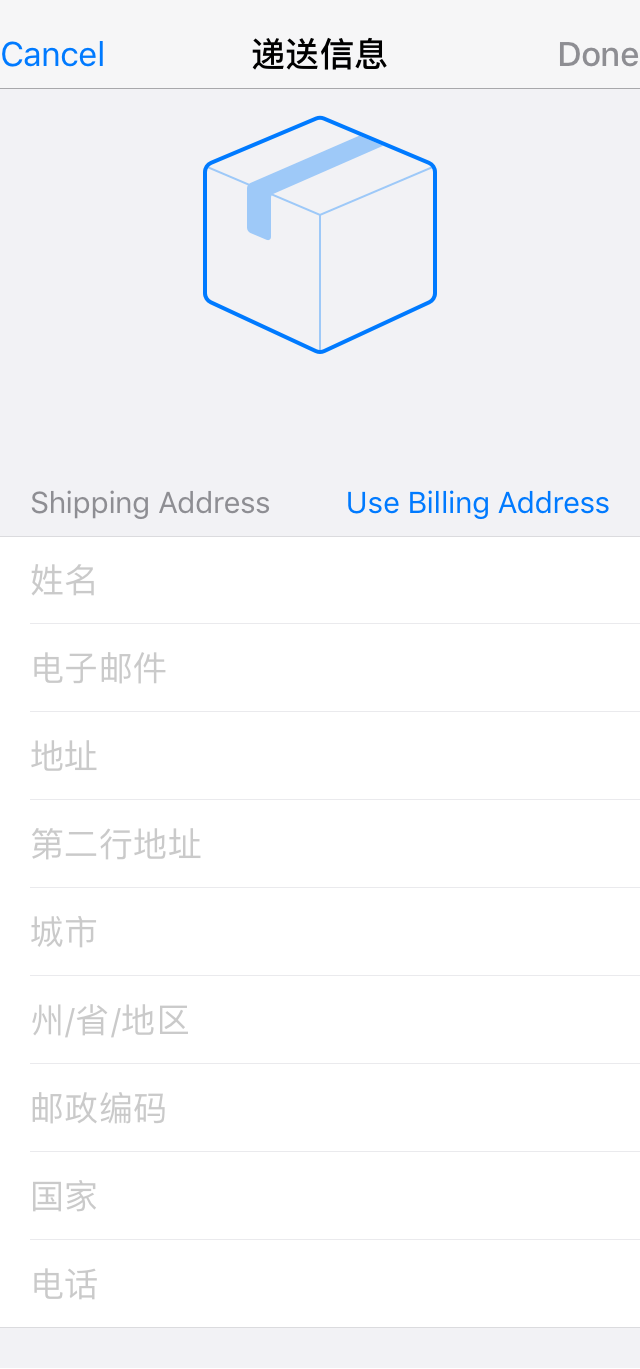 Cancel 递送信息 Done
Shipping Address Use Billing Address
姓名
电子邮件
地址
第二行地址
城市
州/省/地区
邮政编码
国家
电话